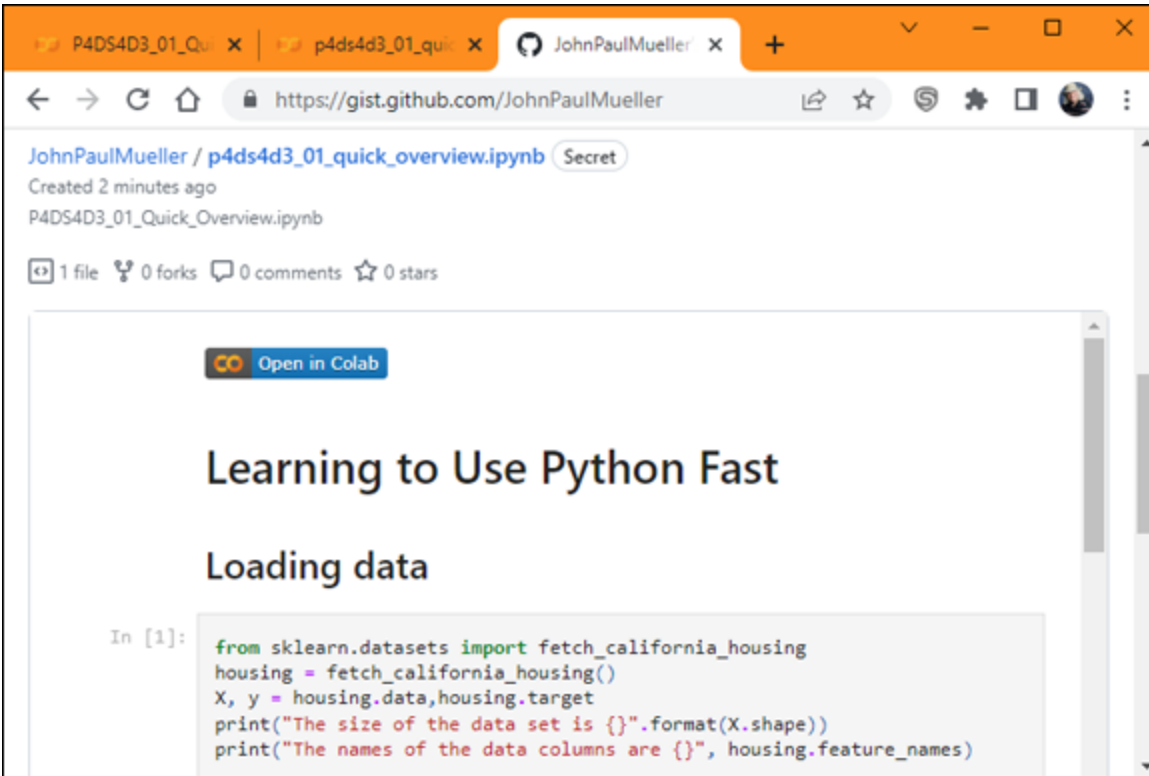 P4DS4D3_01_Qui
p4ds4d3_01_quic
JohnPaulMueller'
https://gist.github.com/JohnPaulMueller
JohnPaulMueller / p4ds4d3_01_quick_overview.ipynb Secret
Created 2 minutes ago
P4DS4D3_01_Quick_Overview.ipynb
1 file 0 forks 0 comments 0 stars
Open in Colab
Learning to Use Python Fast
Loading data
In [1]:
from sklearn.datasets import fetch_california_housing
housing = fetch_california_housing()
X, y = housing.data,housing.target
print("The size of the data set is {}".format(X.shape))
print("The names of the data columns are {}", housing.feature_names)